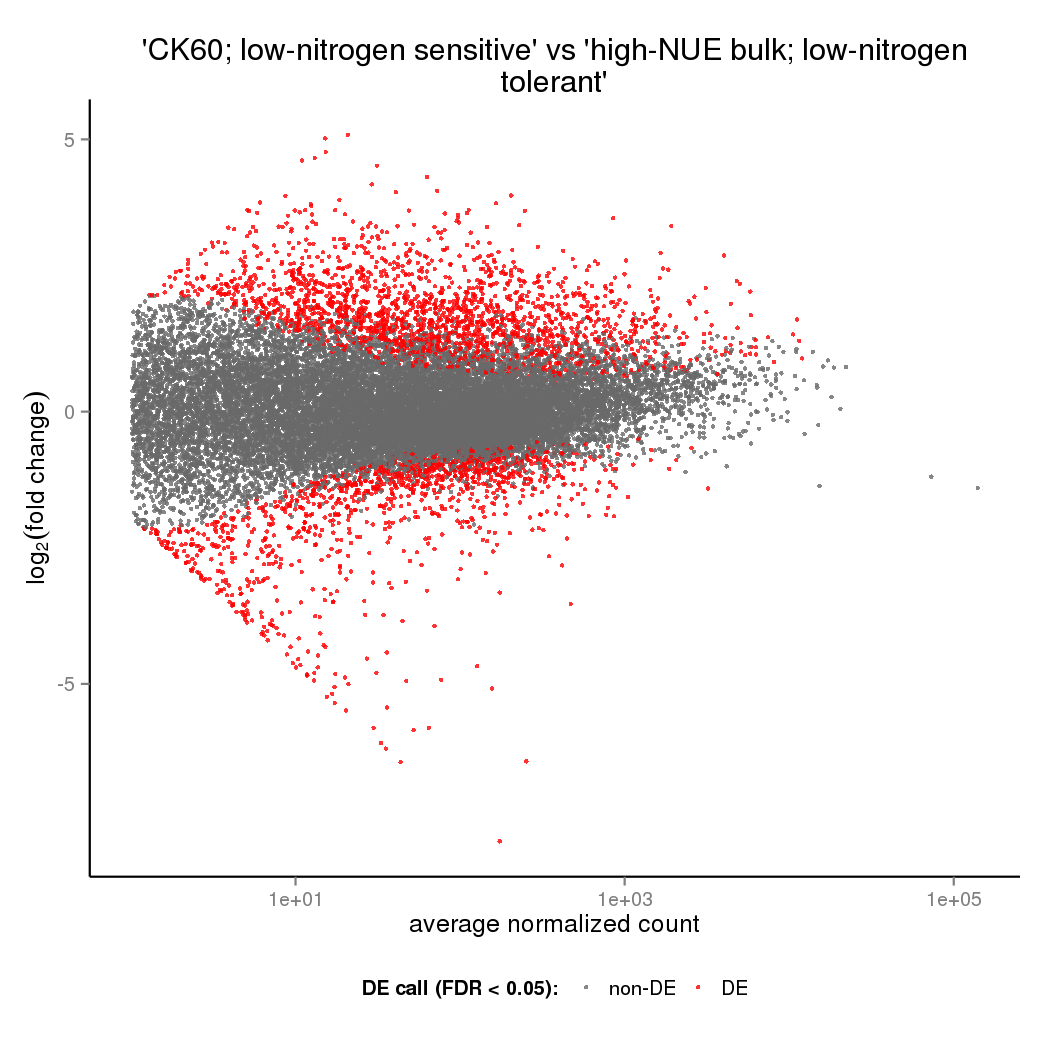 'CK60; low-nitrogen sensitive' vs 'high-NUE bulk; low-nitrogen
tolerant'
log₂(fold change)
5
0
-5
1e+01
1e+03
1e+05
average normalized count
DE call (FDR < 0.05): non-DE DE